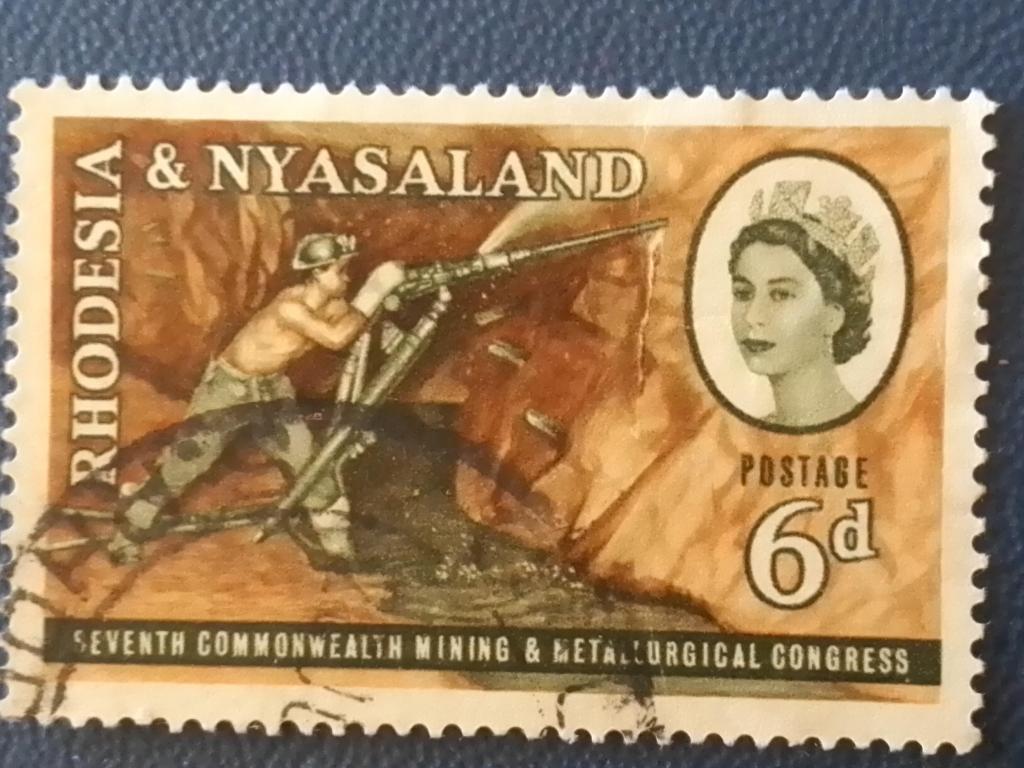 RHODESIA & NYASALAND
POSTAGE
6d
SEVENTH COMMONWEALTH MINING & METALLURGICAL CONGRESS